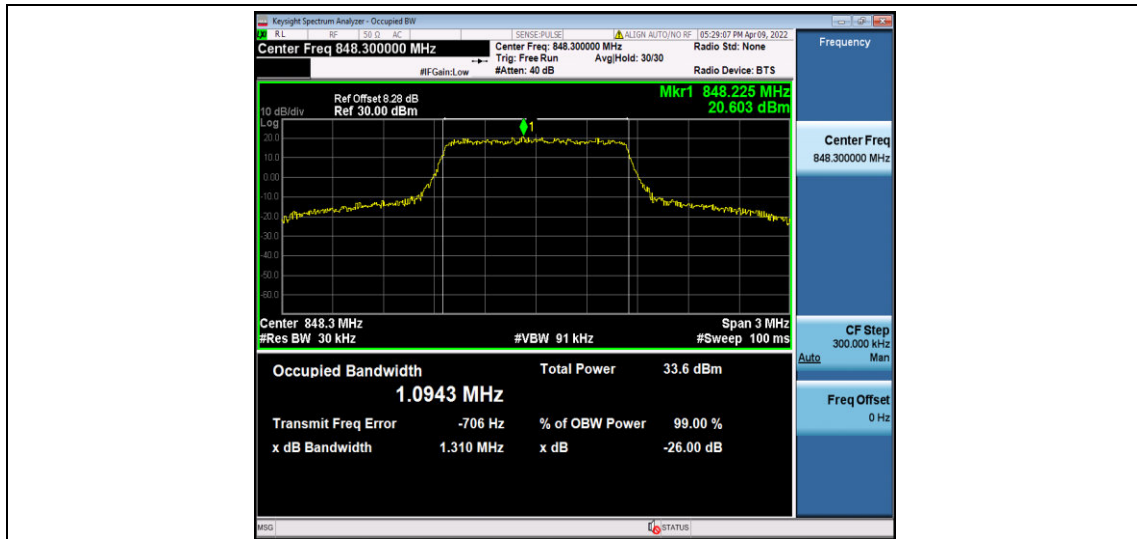 Keysight Spectrum Analyzer - Occupied BW
RL RF 50 Ω AC SENSE:PULSE ALIGN AUTO/NO RF 05:29:07 PM Apr 09, 2022
Center Freq 848.300000 MHz
Center Freq: 848.300000 MHz Radio Std: None
Trig: Free Run Avg|Hold: 30/30
#IFGain:Low #Atten: 40 dB Radio Device: BTS
Frequency
Mkr1 848.225 MHz
20.603 dBm
Ref Offset 8.28 dB
10 dB/div Ref 30.00 dBm
Log
1
20.0
10.0
0.00
-10.0
-20.0
-30.0
-40.0
-50.0
-60.0
Center 848.3 MHz Span 3 MHz
#Res BW 30 kHz #VBW 91 kHz #Sweep 100 ms
Center Freq
848.300000 MHz
CF Step
300.000 kHz
Auto Man
Freq Offset
0 Hz
Occupied Bandwidth Total Power 33.6 dBm
1.0943 MHz
Transmit Freq Error -706 Hz % of OBW Power 99.00 %
x dB Bandwidth 1.310 MHz x dB -26.00 dB
MSG STATUS